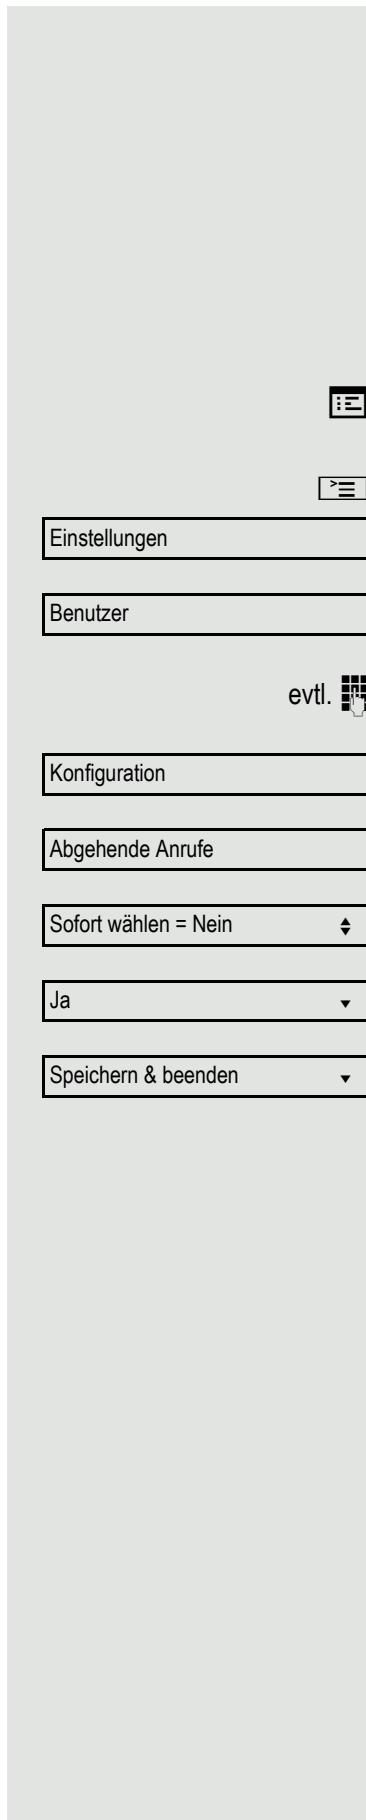 Einstellungen
Benutzer
evtl.
Konfiguration
Abgehende Anrufe
Sofort wählen = Nein
Ja
Speichern & beenden